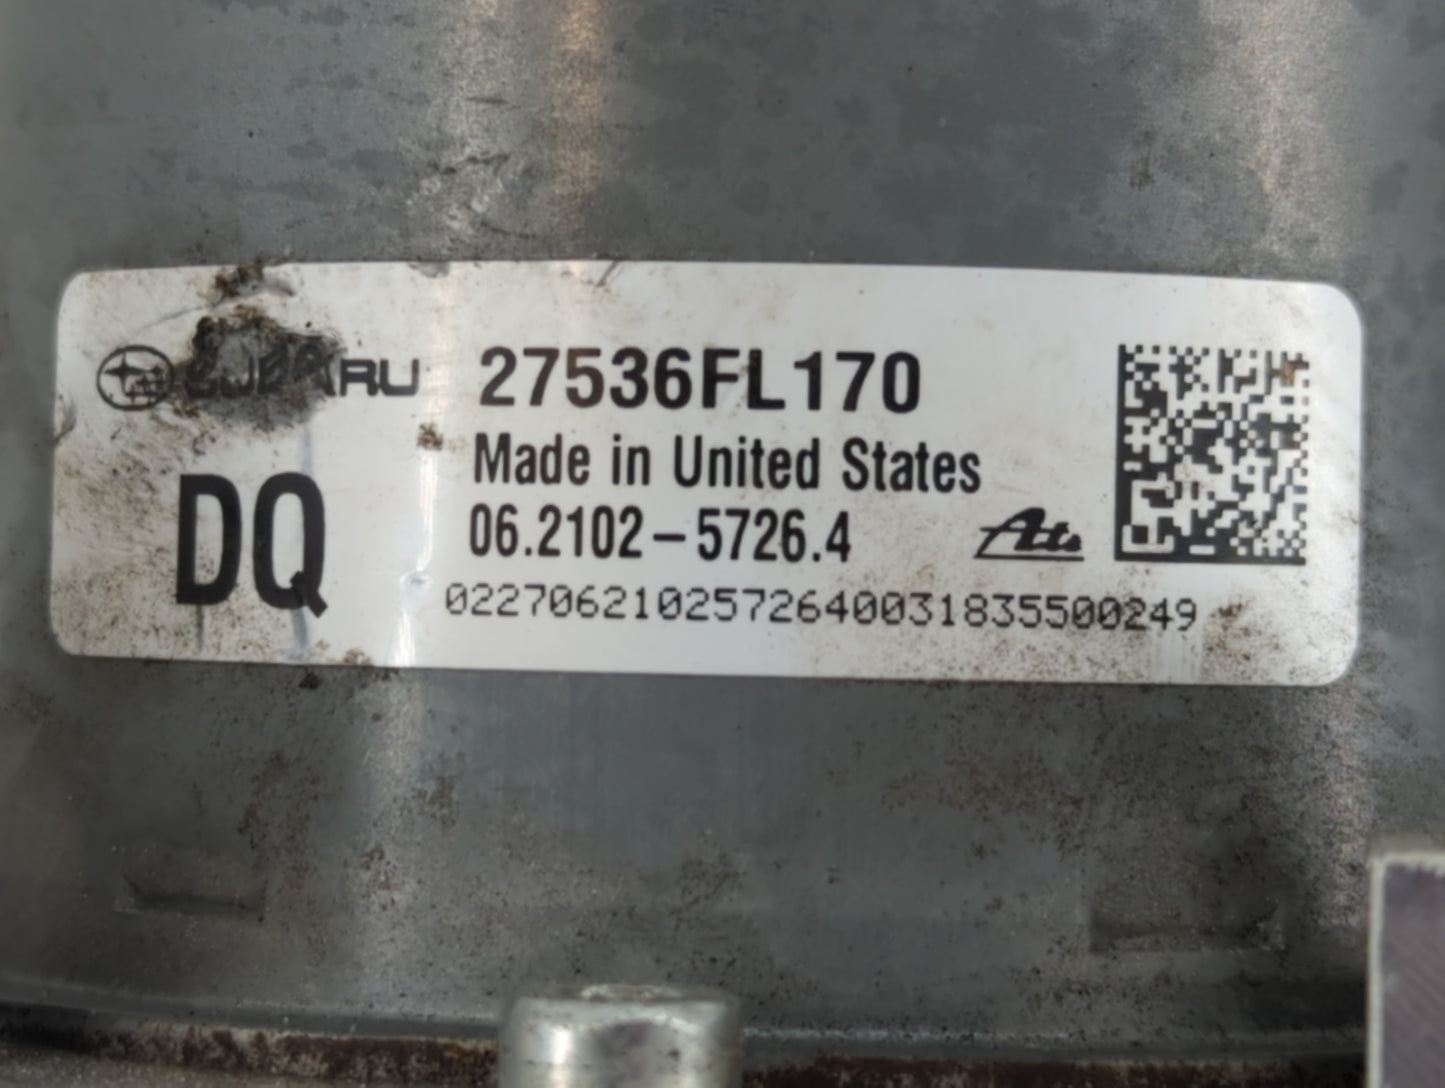 SUBARU 27536FL170
Made in United States
DQ
06.2102-5726.4 Ate
0227062102572640031835500249